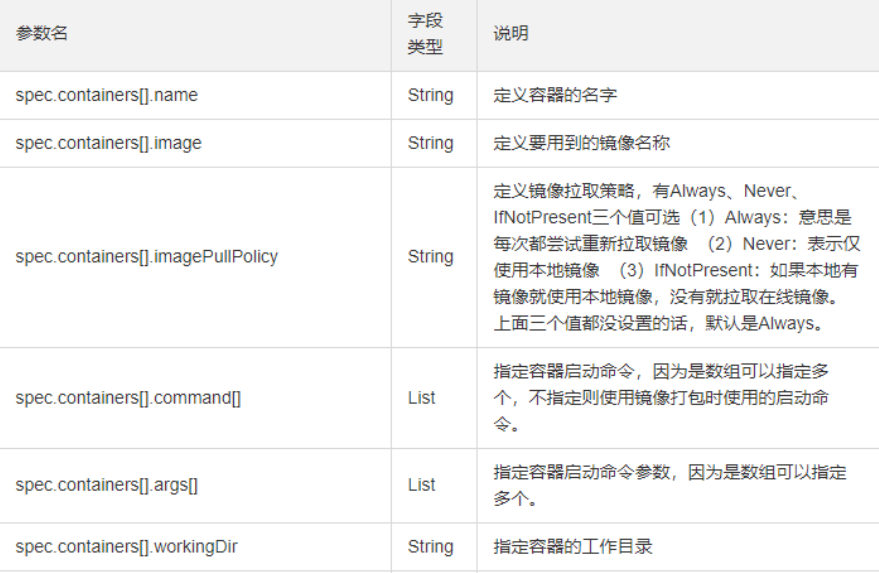 参数名
字段
类型
说明
spec.containers[].name
String
定义容器的名字
spec.containers[].image
String
定义要用到的镜像名称
spec.containers[].imagePullPolicy
String
定义镜像拉取策略，有Always、Never、
IfNotPresent三个值可选（1）Always：意思是
每次都尝试重新拉取镜像 （2）Never：表示仅
使用本地镜像 （3）IfNotPresent：如果本地有
镜像就使用本地镜像，没有就拉取在线镜像。
上面三个值都没设置的话，默认是Always。
spec.containers[].command[]
List
指定容器启动命令，因为是数组可以指定多
个，不指定则使用镜像打包时使用的启动命
令。
spec.containers[].args[]
List
指定容器启动命令参数，因为是数组可以指定
多个。
spec.containers[].workingDir
String
指定容器的工作目录